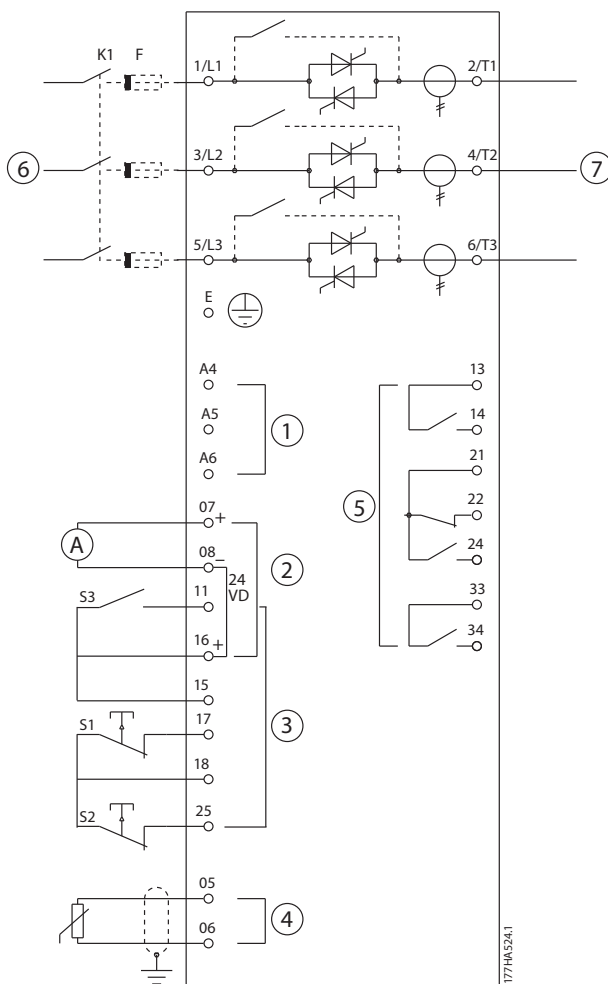 K1 F
1/L1 2/T1
6 3/L2 4/T2 7
5/L3 6/T3
E
A4 13
A5 1 14
A6 21
5 22
07 +
A 08 – 2 24
24
VD
S3 11 33
16 + 34
15
S1 17 3
18
S2 25
05
4
06
177HA524.1